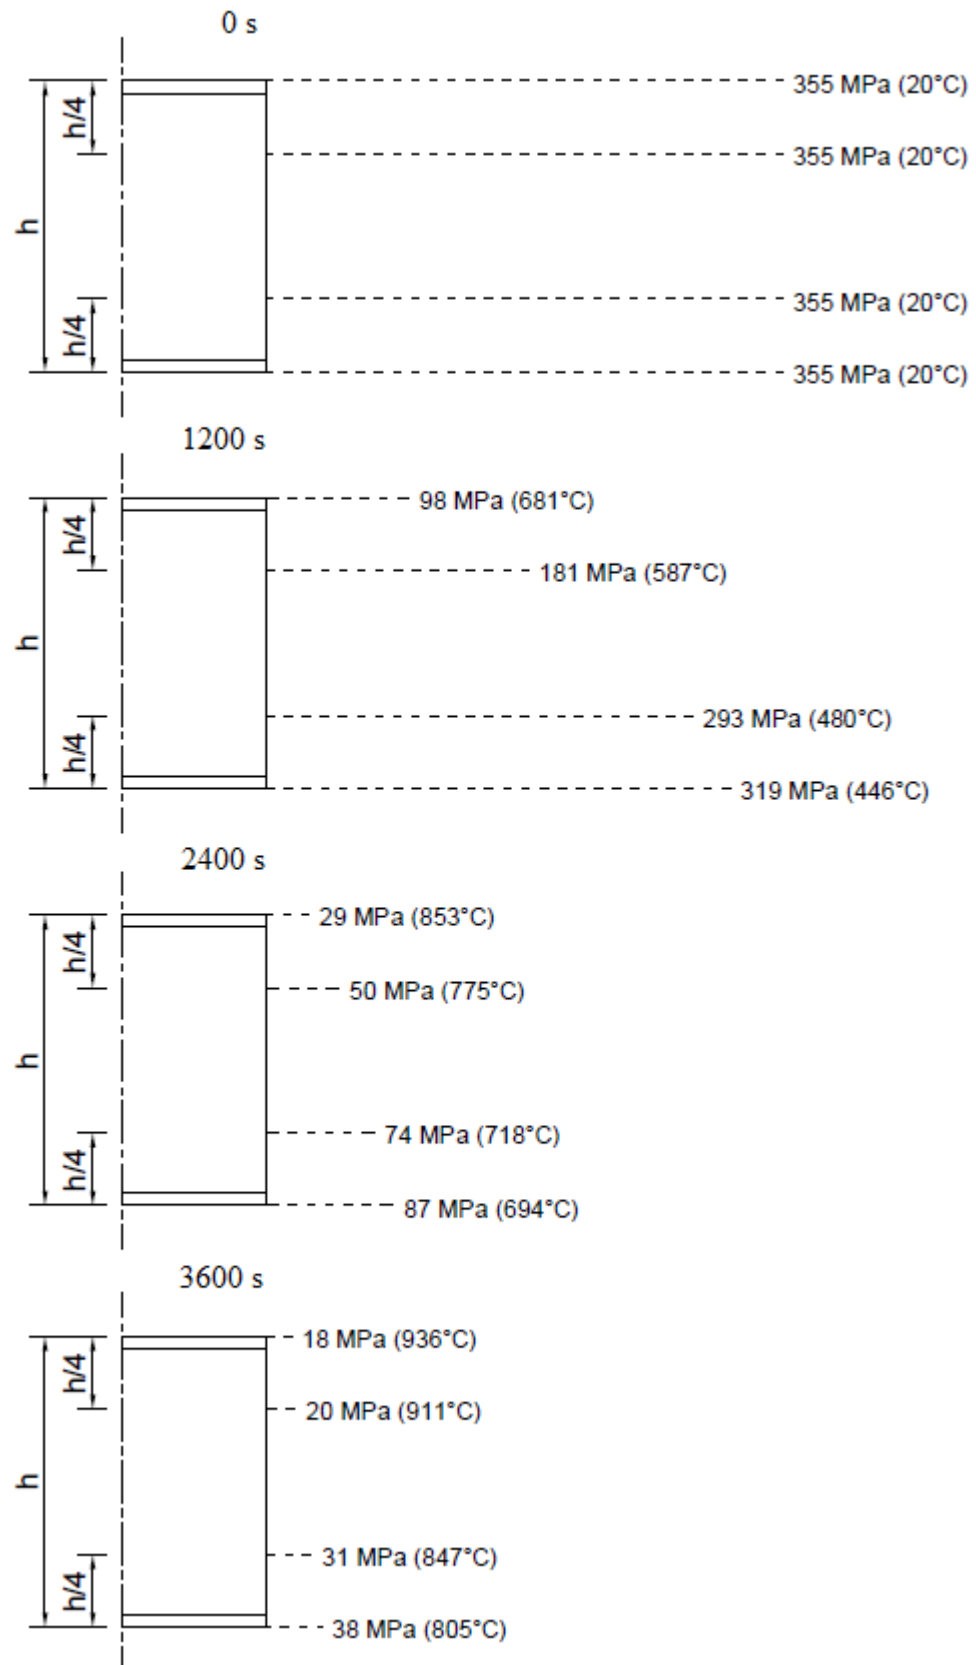 0 s
355 MPa (20°C)
h/4
355 MPa (20°C)
h
355 MPa (20°C)
h/4
355 MPa (20°C)
1200 s
98 MPa (681°C)
h/4
181 MPa (587°C)
h
293 MPa (480°C)
h/4
319 MPa (446°C)
2400 s
29 MPa (853°C)
h/4
50 MPa (775°C)
h
74 MPa (718°C)
h/4
87 MPa (694°C)
3600 s
18 MPa (936°C)
h/4
20 MPa (911°C)
h
31 MPa (847°C)
h/4
38 MPa (805°C)